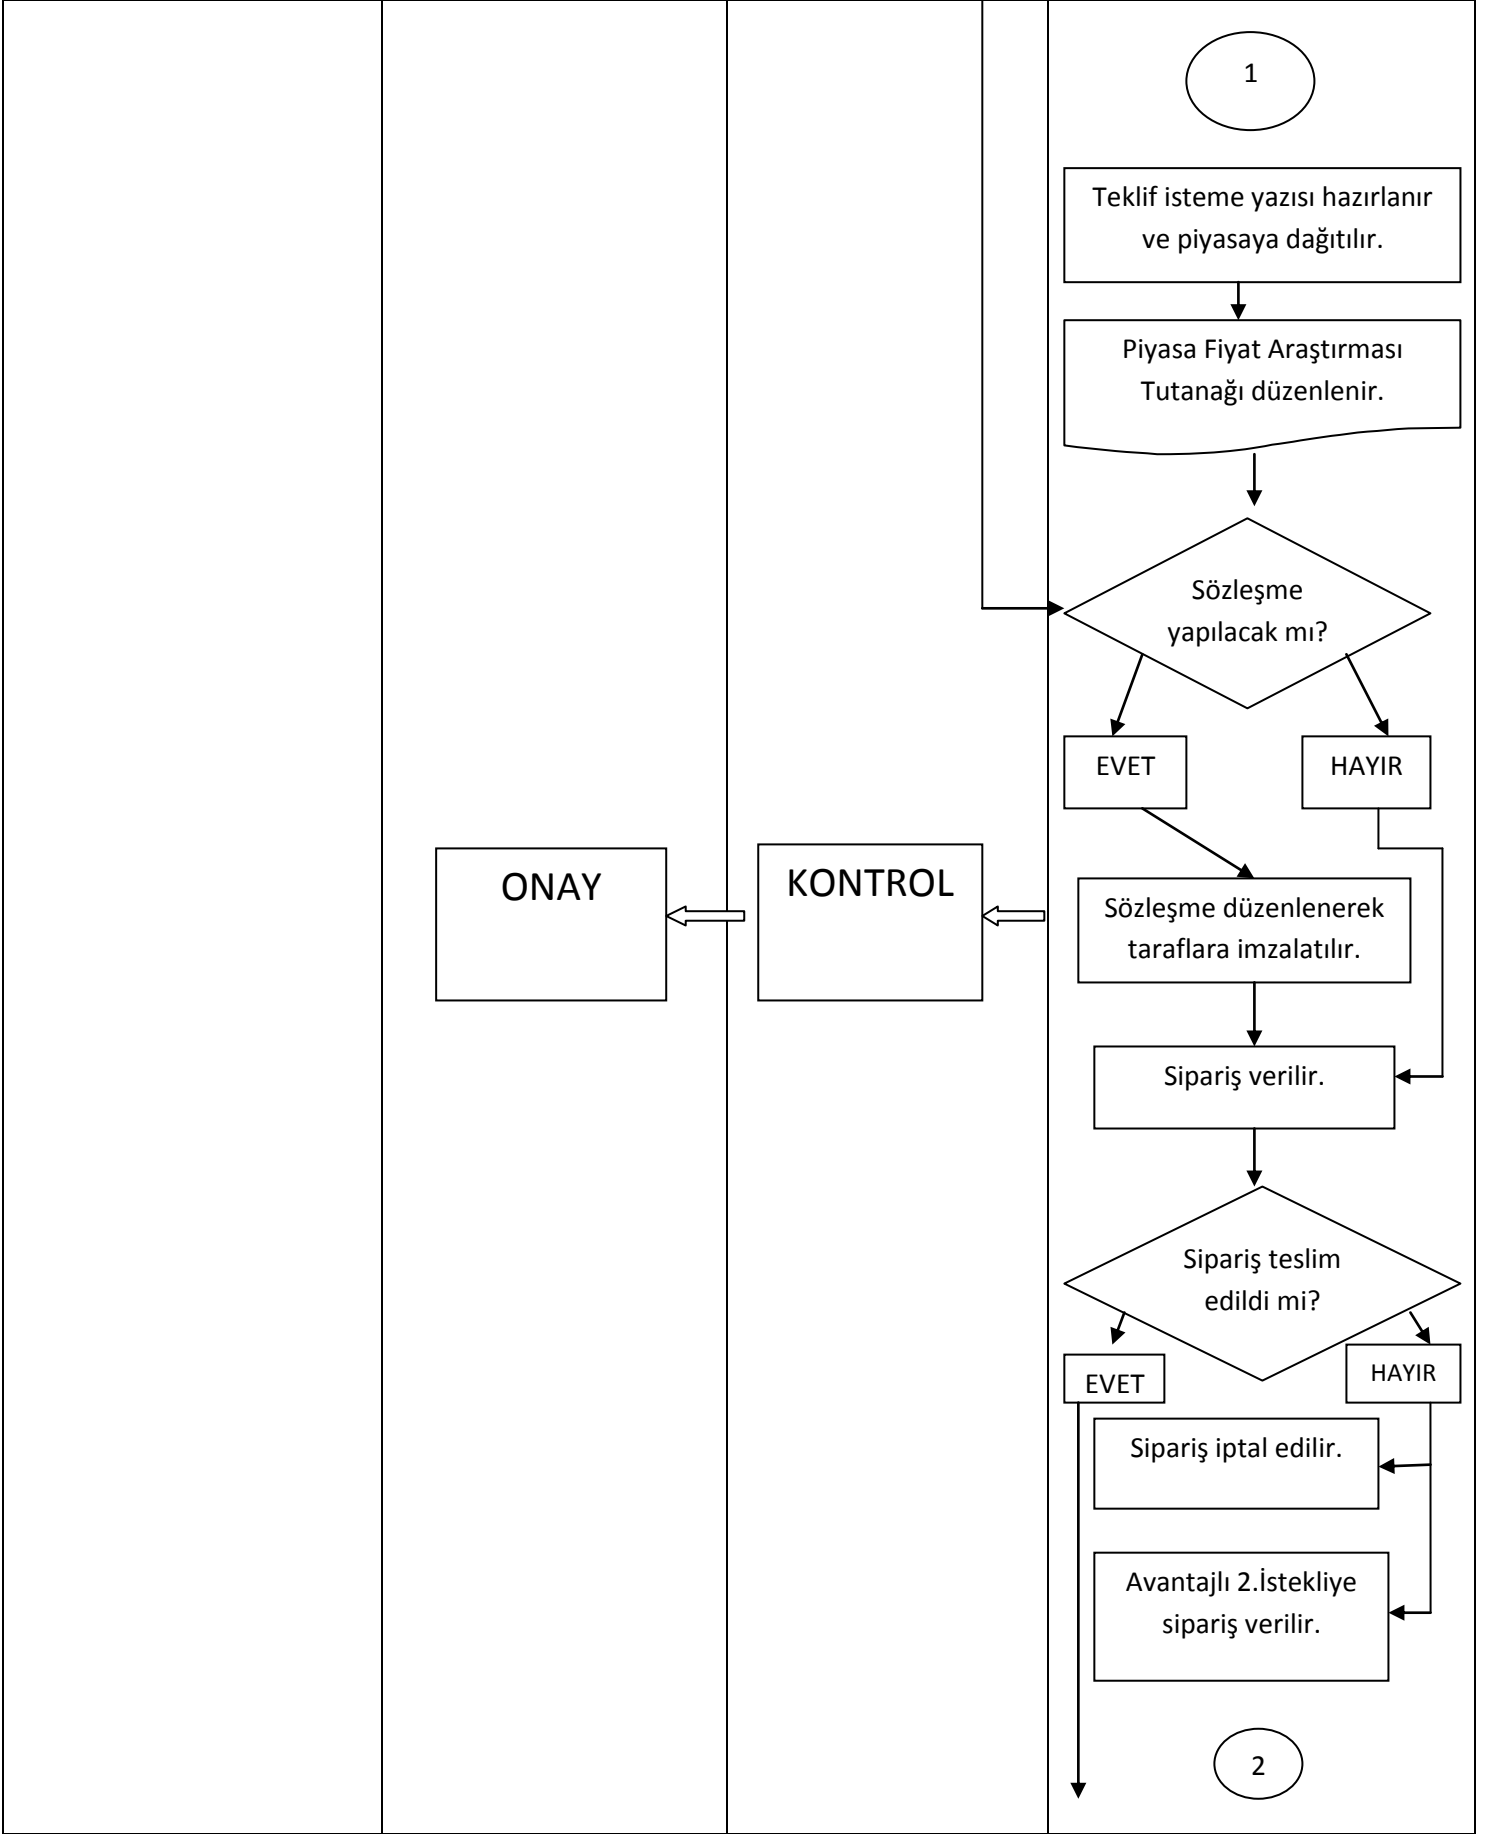 1
Teklif isteme yazısı hazırlanır
ve piyasaya dağıtılır.
Piyasa Fiyat Araştırması
Tutanağı düzenlenir.
Sözleşme
yapılacak mı?
EVET
HAYIR
ONAY
KONTROL
Sözleşme düzenlenerek
taraflara imzalatılır.
Sipariş verilir.
Sipariş teslim
edildi mi?
EVET
HAYIR
Sipariş iptal edilir.
Avantajlı 2.İstekliye
sipariş verilir.
2